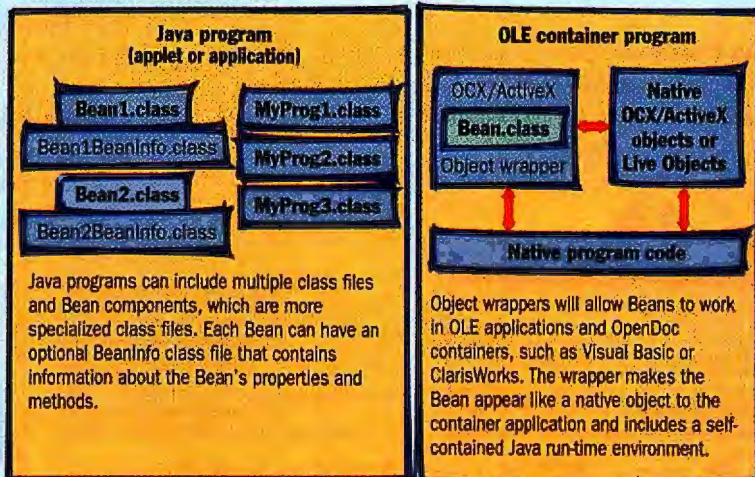 Java program
(applet or application)
Bean1.class
Bean1BeanInfo.class
Bean2.class
Bean2BeanInfo.class
MyProg1.class
MyProg2.class
MyProg3.class
Java programs can include multiple class files
and Bean components, which are more
specialized class files. Each Bean can have an
optional BeanInfo class file that contains
information about the Bean's properties and
methods.
OLE container program
OCX/ActiveX
Bean.class
Object wrapper
Native
OCX/ActiveX
objects or
Live Objects
Native program code
Object wrappers will allow Beans to work
in OLE applications and OpenDoc
containers, such as Visual Basic or
ClarisWorks. The wrapper makes the
Bean appear like a native object to the
container application and includes a self-
contained Java run-time environment.